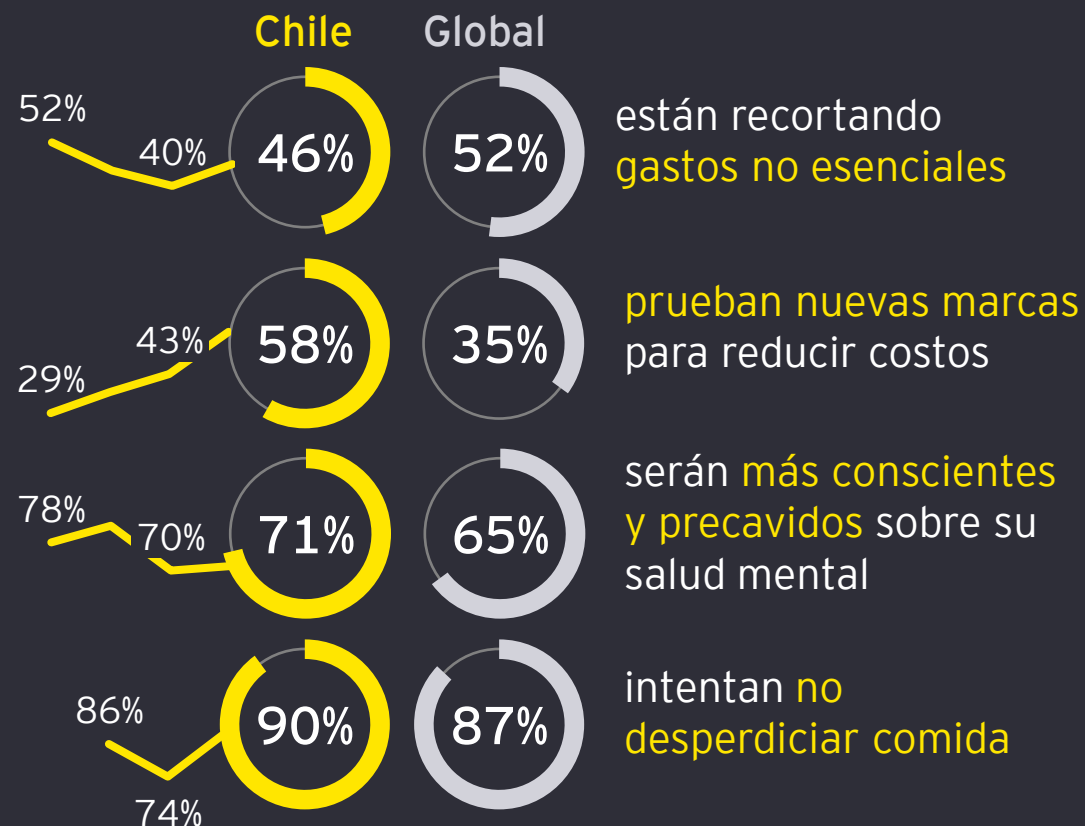 Chile Global
52%
40%
46%
52%
están recortando
gastos no esenciales
29%
43%
58%
35%
prueban nuevas marcas
para reducir costos
78%
70%
71%
65%
serán más conscientes
y precavidos sobre su
salud mental
86%
74%
90%
87%
intentan no
desperdiciar comida